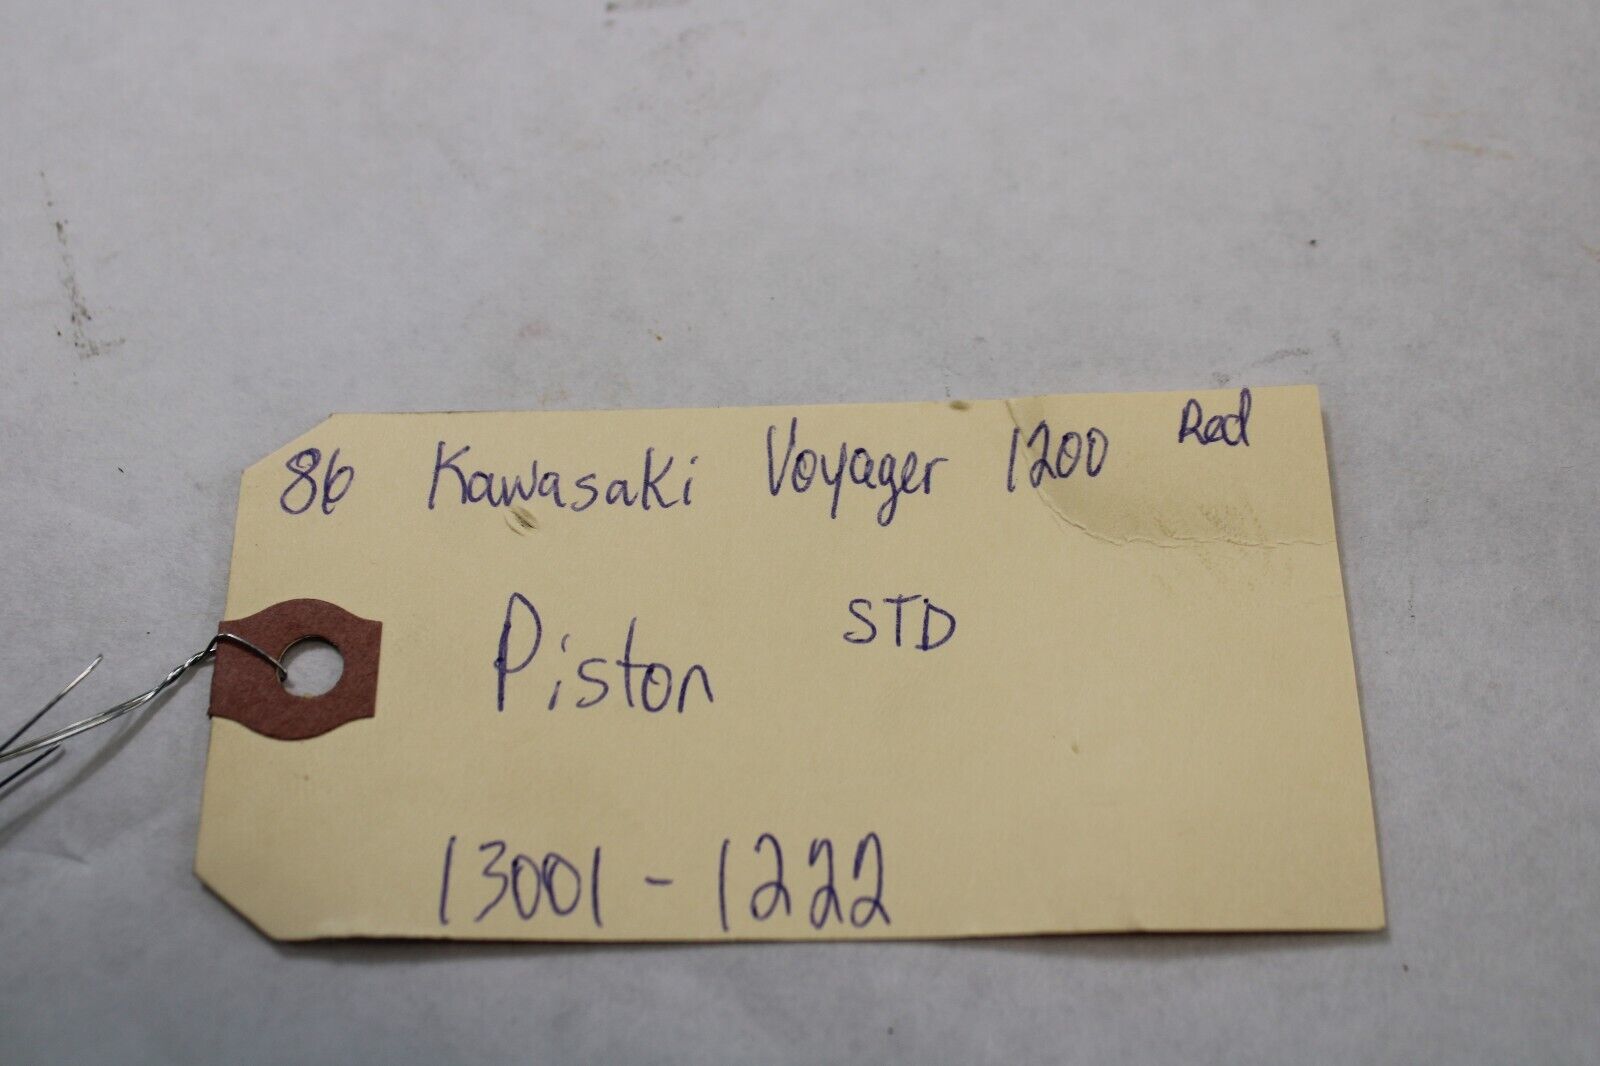 86 Kawasaki Voyager 1200 Red
Piston STD
13001-1222